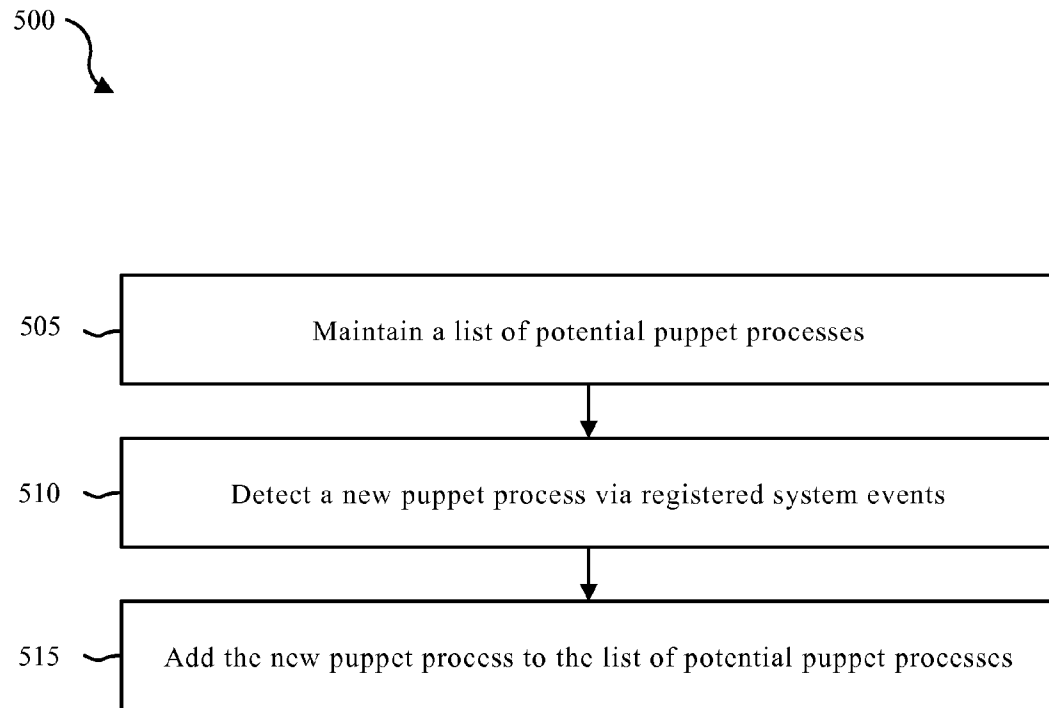 500
505
Maintain a list of potential puppet processes
510
Detect a new puppet process via registered system events
515
Add the new puppet process to the list of potential puppet processes